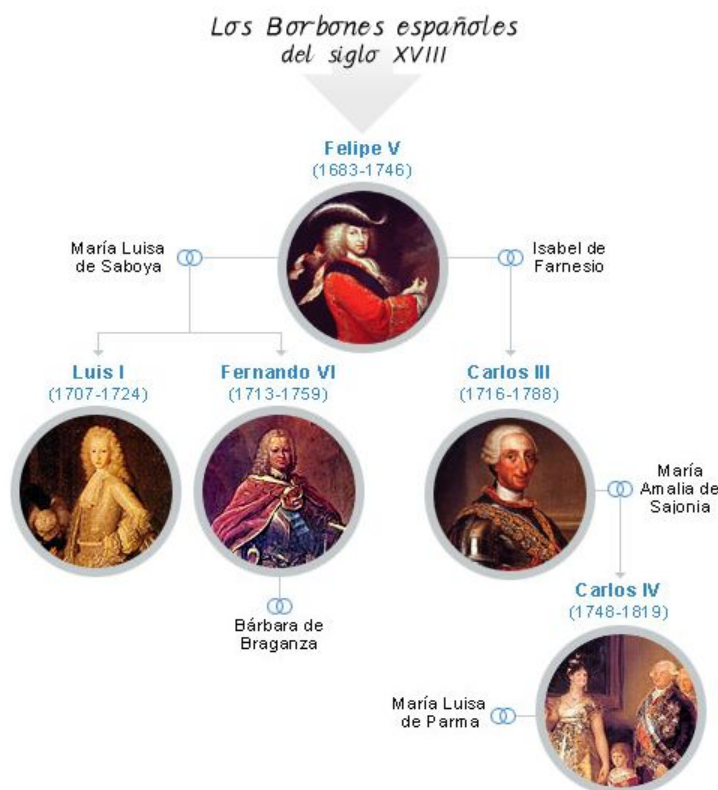 Los Borbones españoles
del siglo XVIII
Felipe V
(1683-1746)
María Luisa
de Saboya
Isabel de
Farnesio
Luis I
(1707-1724)
Fernando VI
(1713-1759)
Carlos III
(1716-1788)
María
Amalia de
Sajonia
Bárbara de
Braganza
Carlos IV
(1748-1819)
María Luisa
de Parma